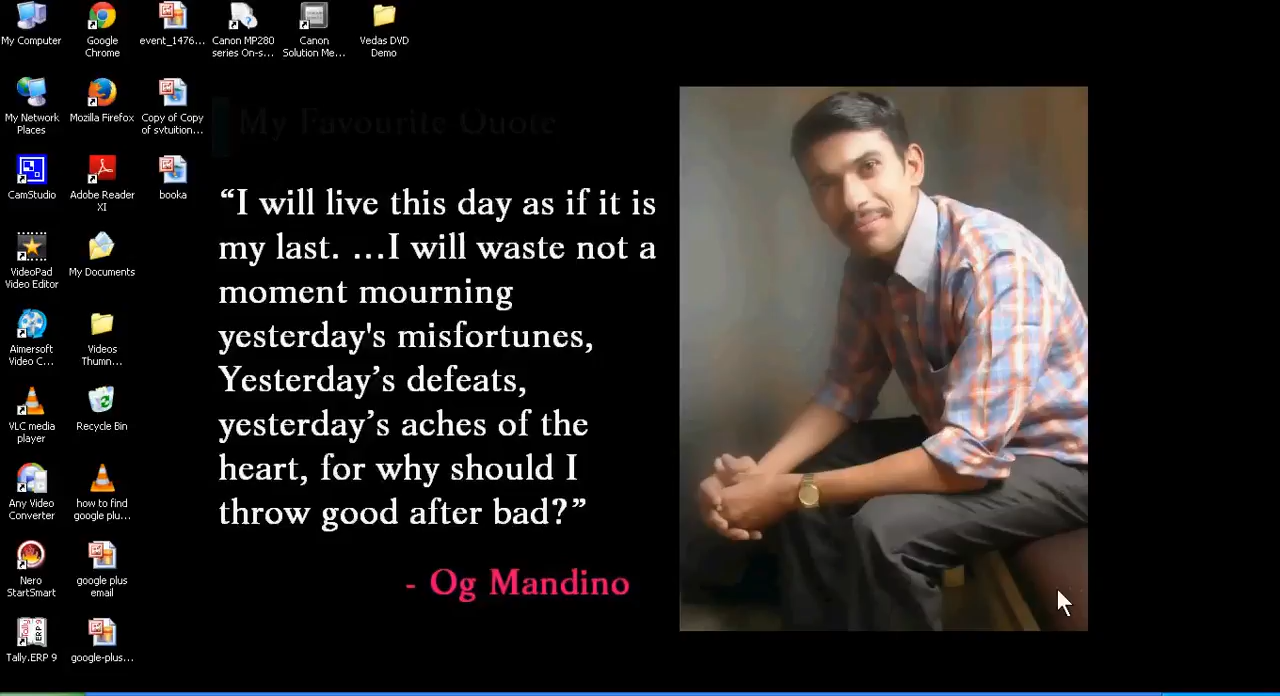 My Computer
Google
Chrome
event_1476...
Canon MP280
series On-s...
Canon
Solution Me...
Vedas DVD
Demo
My Network
Places
Mozilla Firefox
Copy of Copy
of svtuition...
CamStudio
Adobe Reader
XI
booka
VideoPad
Video Editor
My Documents
Aimersoft
Video C...
Videos
Thumn...
VLC media
player
Recycle Bin
Any Video
Converter
how to find
google plu...
Nero
StartSmart
google plus
email
Tally.ERP 9
google-plus...
My Favourite Quote
“I will live this day as if it is
my last. ...I will waste not a
moment mourning
yesterday's misfortunes,
Yesterday’s defeats,
yesterday’s aches of the
heart, for why should I
throw good after bad?”
- Og Mandino